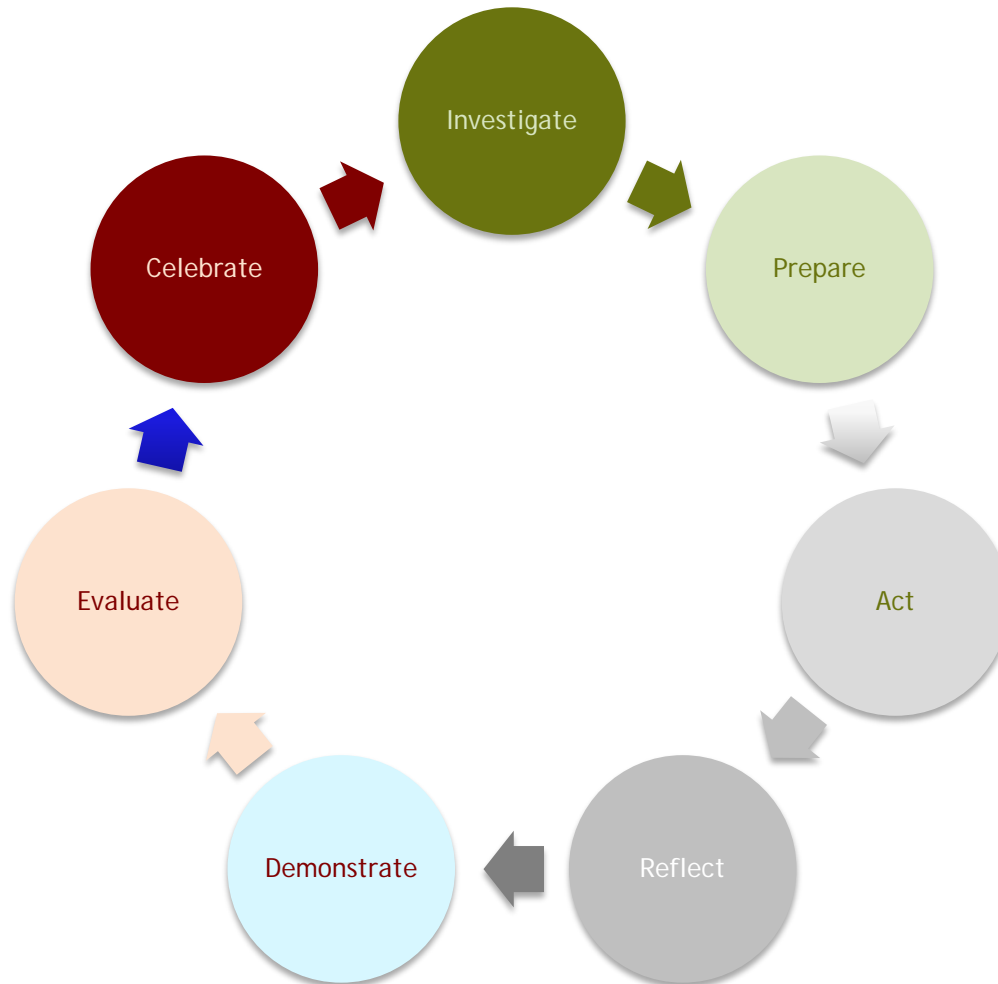 Investigate
Prepare
Act
Reflect
Demonstrate
Evaluate
Celebrate